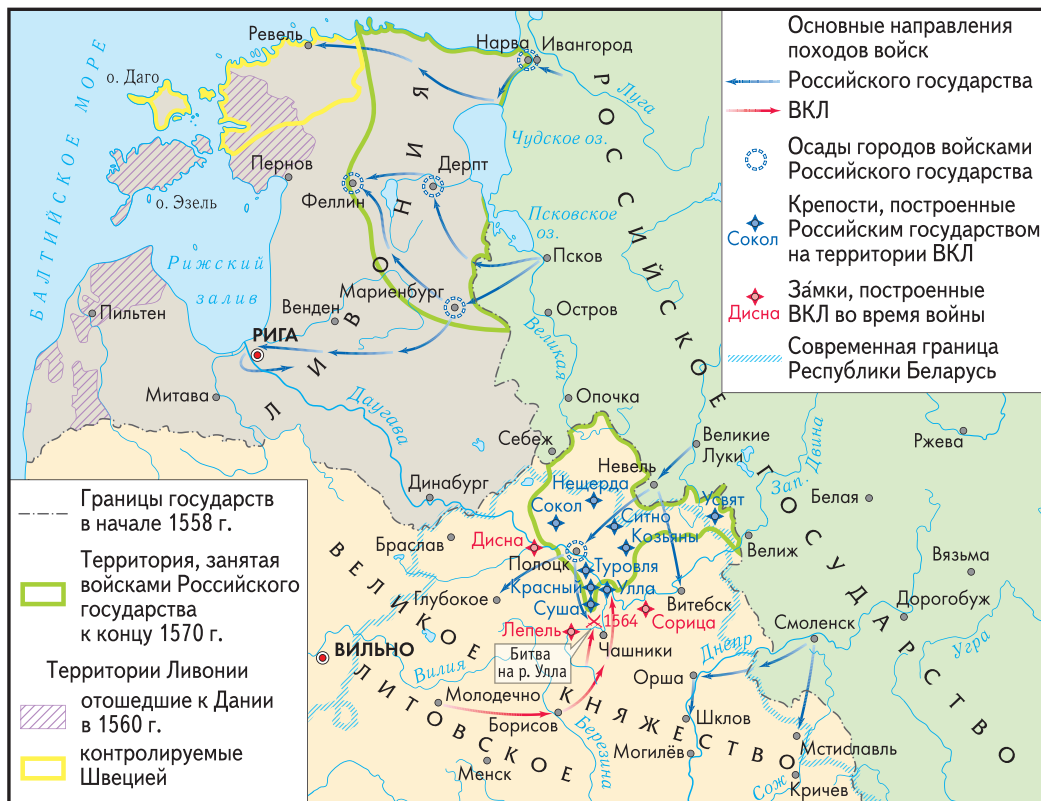 Основные направления
походов войск
Российского государства
ВКЛ
Осады городов войсками
Российского государства
Сокол
Крепости, построенные
Российским государством
на территории ВКЛ
Дисна
За́мки, построенные
ВКЛ во время войны
Современная граница
Республики Беларусь
Границы государств
в начале 1558 г.
Территория, занятая
войсками Российского
государства
к концу 1570 г.
Территории Ливонии
отошедшие к Дании
в 1560 г.
контролируемые
Швецией
БАЛТИЙСКОЕ МОРЕ
Ревель
Нарва
Ивангород
о. Даго
Луга
Чудское оз.
Пернов
Дерпт
Феллин
о. Эзель
Псковское
оз.
Псков
Рижский
залив
Мариенбург
Венден
Остров
Пильтен
РИГА
Великая
ЛИВОНИЯ
Митава
Даугава
Опочка
Себеж
Великие
Луки
Зап. Двина
Ржева
РОССИЙСКОЕ ГОСУДАРСТВО
Динабург
Невель
Нещерда
Усвят
Белая
Сокол
Ситно
Козьяны
Браслав
Дисна
Полоцк
Велиж
Вязьма
Туровля
Глубокое
Красный
Улла
Суша
Витебск
Сорица
Дорогобуж
1564
Лепель
Смоленск
ВИЛЬНО
Битва
на р. Улла
Чашники
Днепр
Угра
Вилия
Орша
ВЕЛИКОЕ КНЯЖЕСТВО
ЛИТОВСКОЕ
Молодечно
Борисов
Шклов
Березина
Могилёв
Мстиславль
Менск
Сож
Кричев